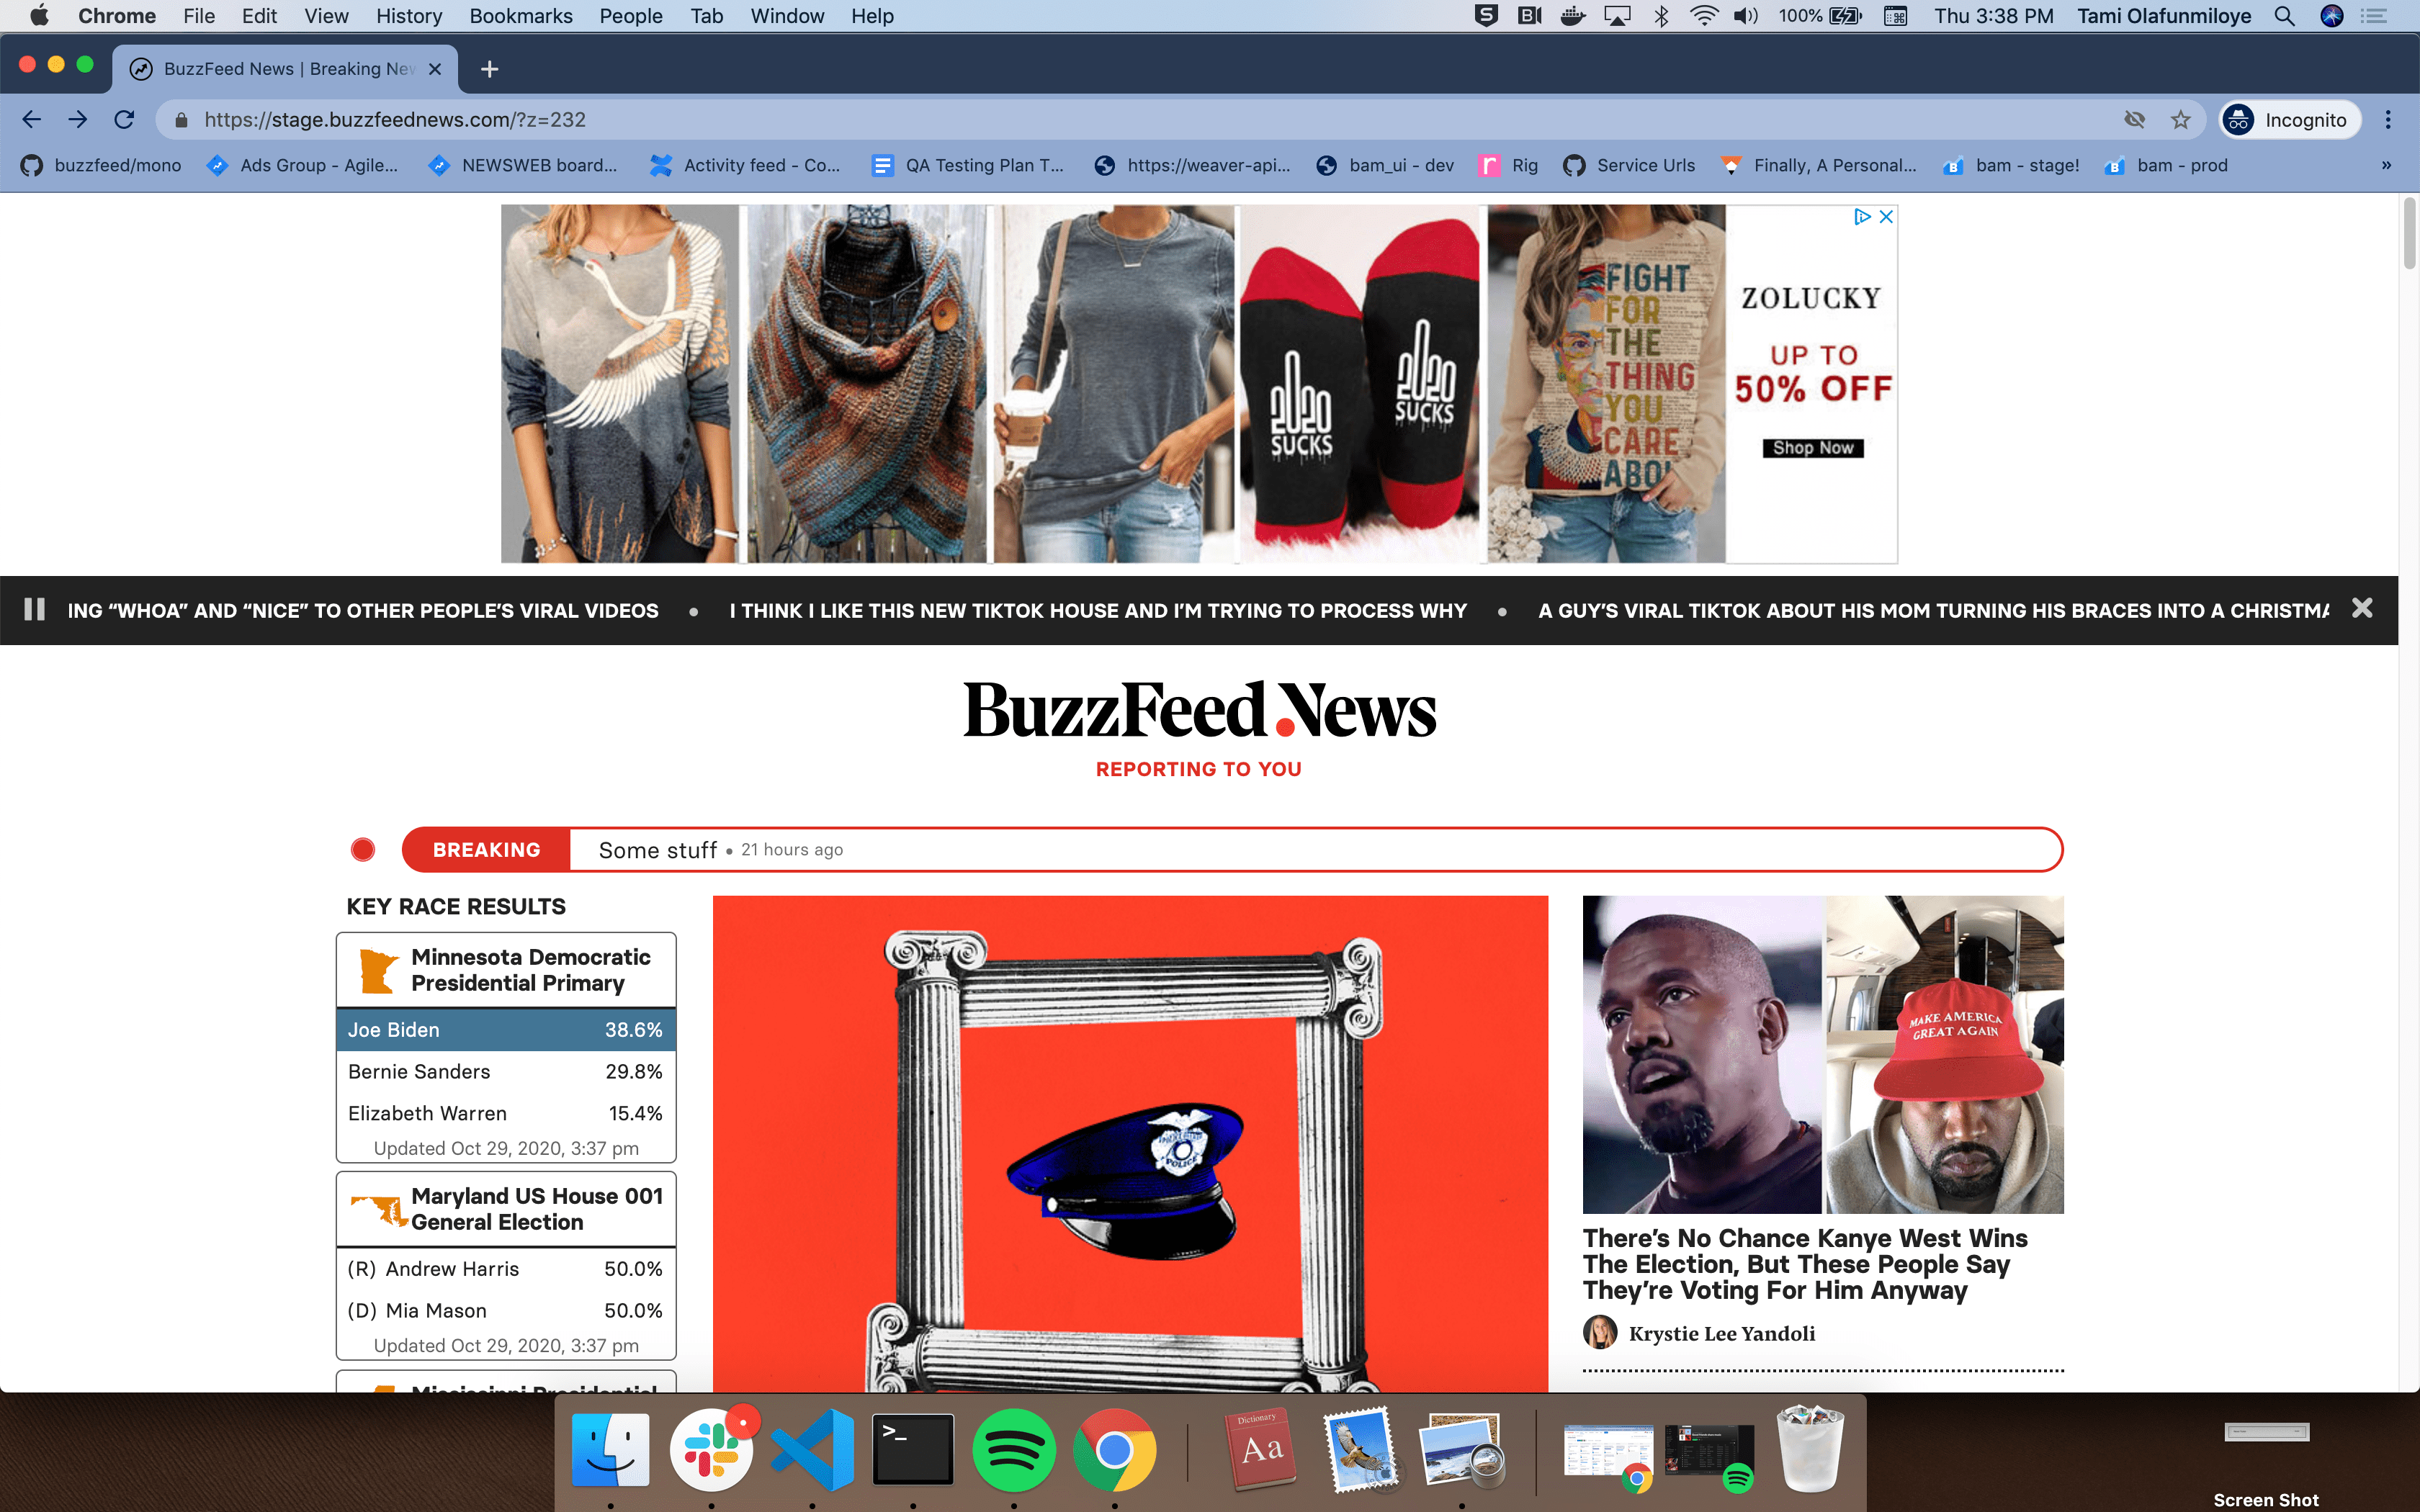 Chrome File Edit View History Bookmarks People Tab Window Help
100% Thu 3:38 PM Tami Olafunmiloye
BuzzFeed News | Breaking New
https://stage.buzzfeednews.com/?z=232
Incognito
buzzfeed/mono Ads Group - Agile... NEWSWEB board... Activity feed - Co... QA Testing Plan T... https://weaver-api... bam_ui - dev Rig Service Urls Finally, A Personal... bam - stage! bam - prod »
2020
SUCKS
2020
SUCKS
FIGHT
FOR
THE
THING
YOU
CARE
ABOU
ZOLUCKY
UP TO
50% OFF
Shop Now
ING “WHOA” AND “NICE” TO OTHER PEOPLE’S VIRAL VIDEOS • I THINK I LIKE THIS NEW TIKTOK HOUSE AND I’M TRYING TO PROCESS WHY • A GUY’S VIRAL TIKTOK ABOUT HIS MOM TURNING HIS BRACES INTO A CHRISTMA
BuzzFeed News
REPORTING TO YOU
BREAKING Some stuff • 21 hours ago
KEY RACE RESULTS
Minnesota Democratic
Presidential Primary
Joe Biden 38.6%
Bernie Sanders 29.8%
Elizabeth Warren 15.4%
Updated Oct 29, 2020, 3:37 pm
Maryland US House 001
General Election
(R) Andrew Harris 50.0%
(D) Mia Mason 50.0%
Updated Oct 29, 2020, 3:37 pm
Mississippi Presidential
POLICE
MAKE AMERICA
GREAT AGAIN
There’s No Chance Kanye West Wins
The Election, But These People Say
They’re Voting For Him Anyway
Krystie Lee Yandoli
Dictionary
Aa
Screen Shot